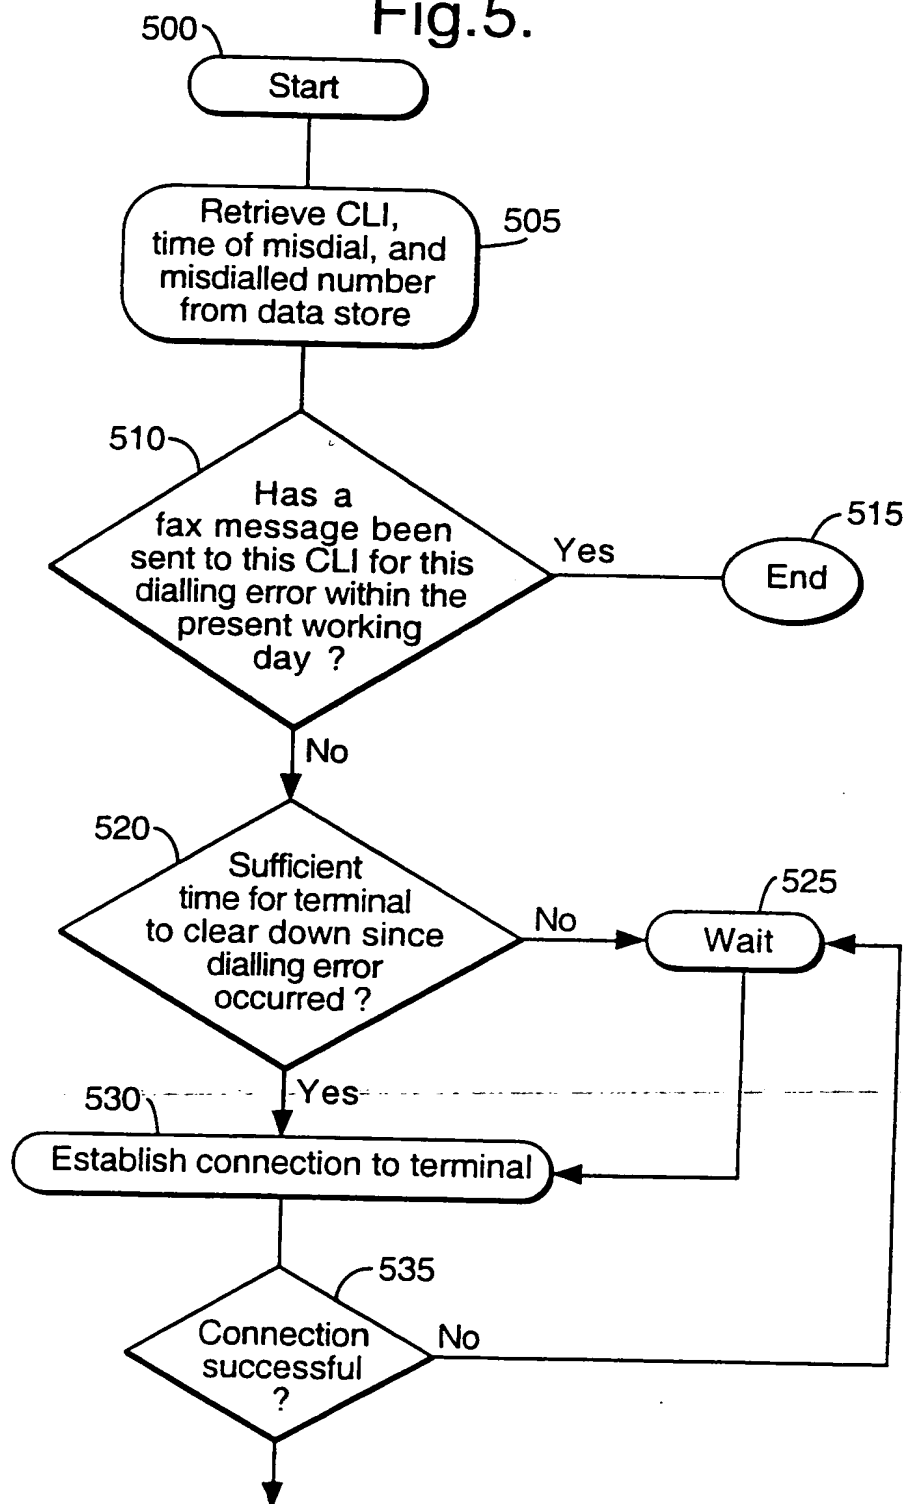 Fig.5.
500
Start
Retrieve CLI,
time of misdial, and
misdialled number
from data store
505
510
Has a
fax message been
sent to this CLI for this
dialling error within the
present working
day ?
Yes
515
End
No
520
Sufficient
time for terminal
to clear down since
dialling error
occurred ?
No
525
Wait
Yes
530
Establish connection to terminal
535
Connection
successful
?
No